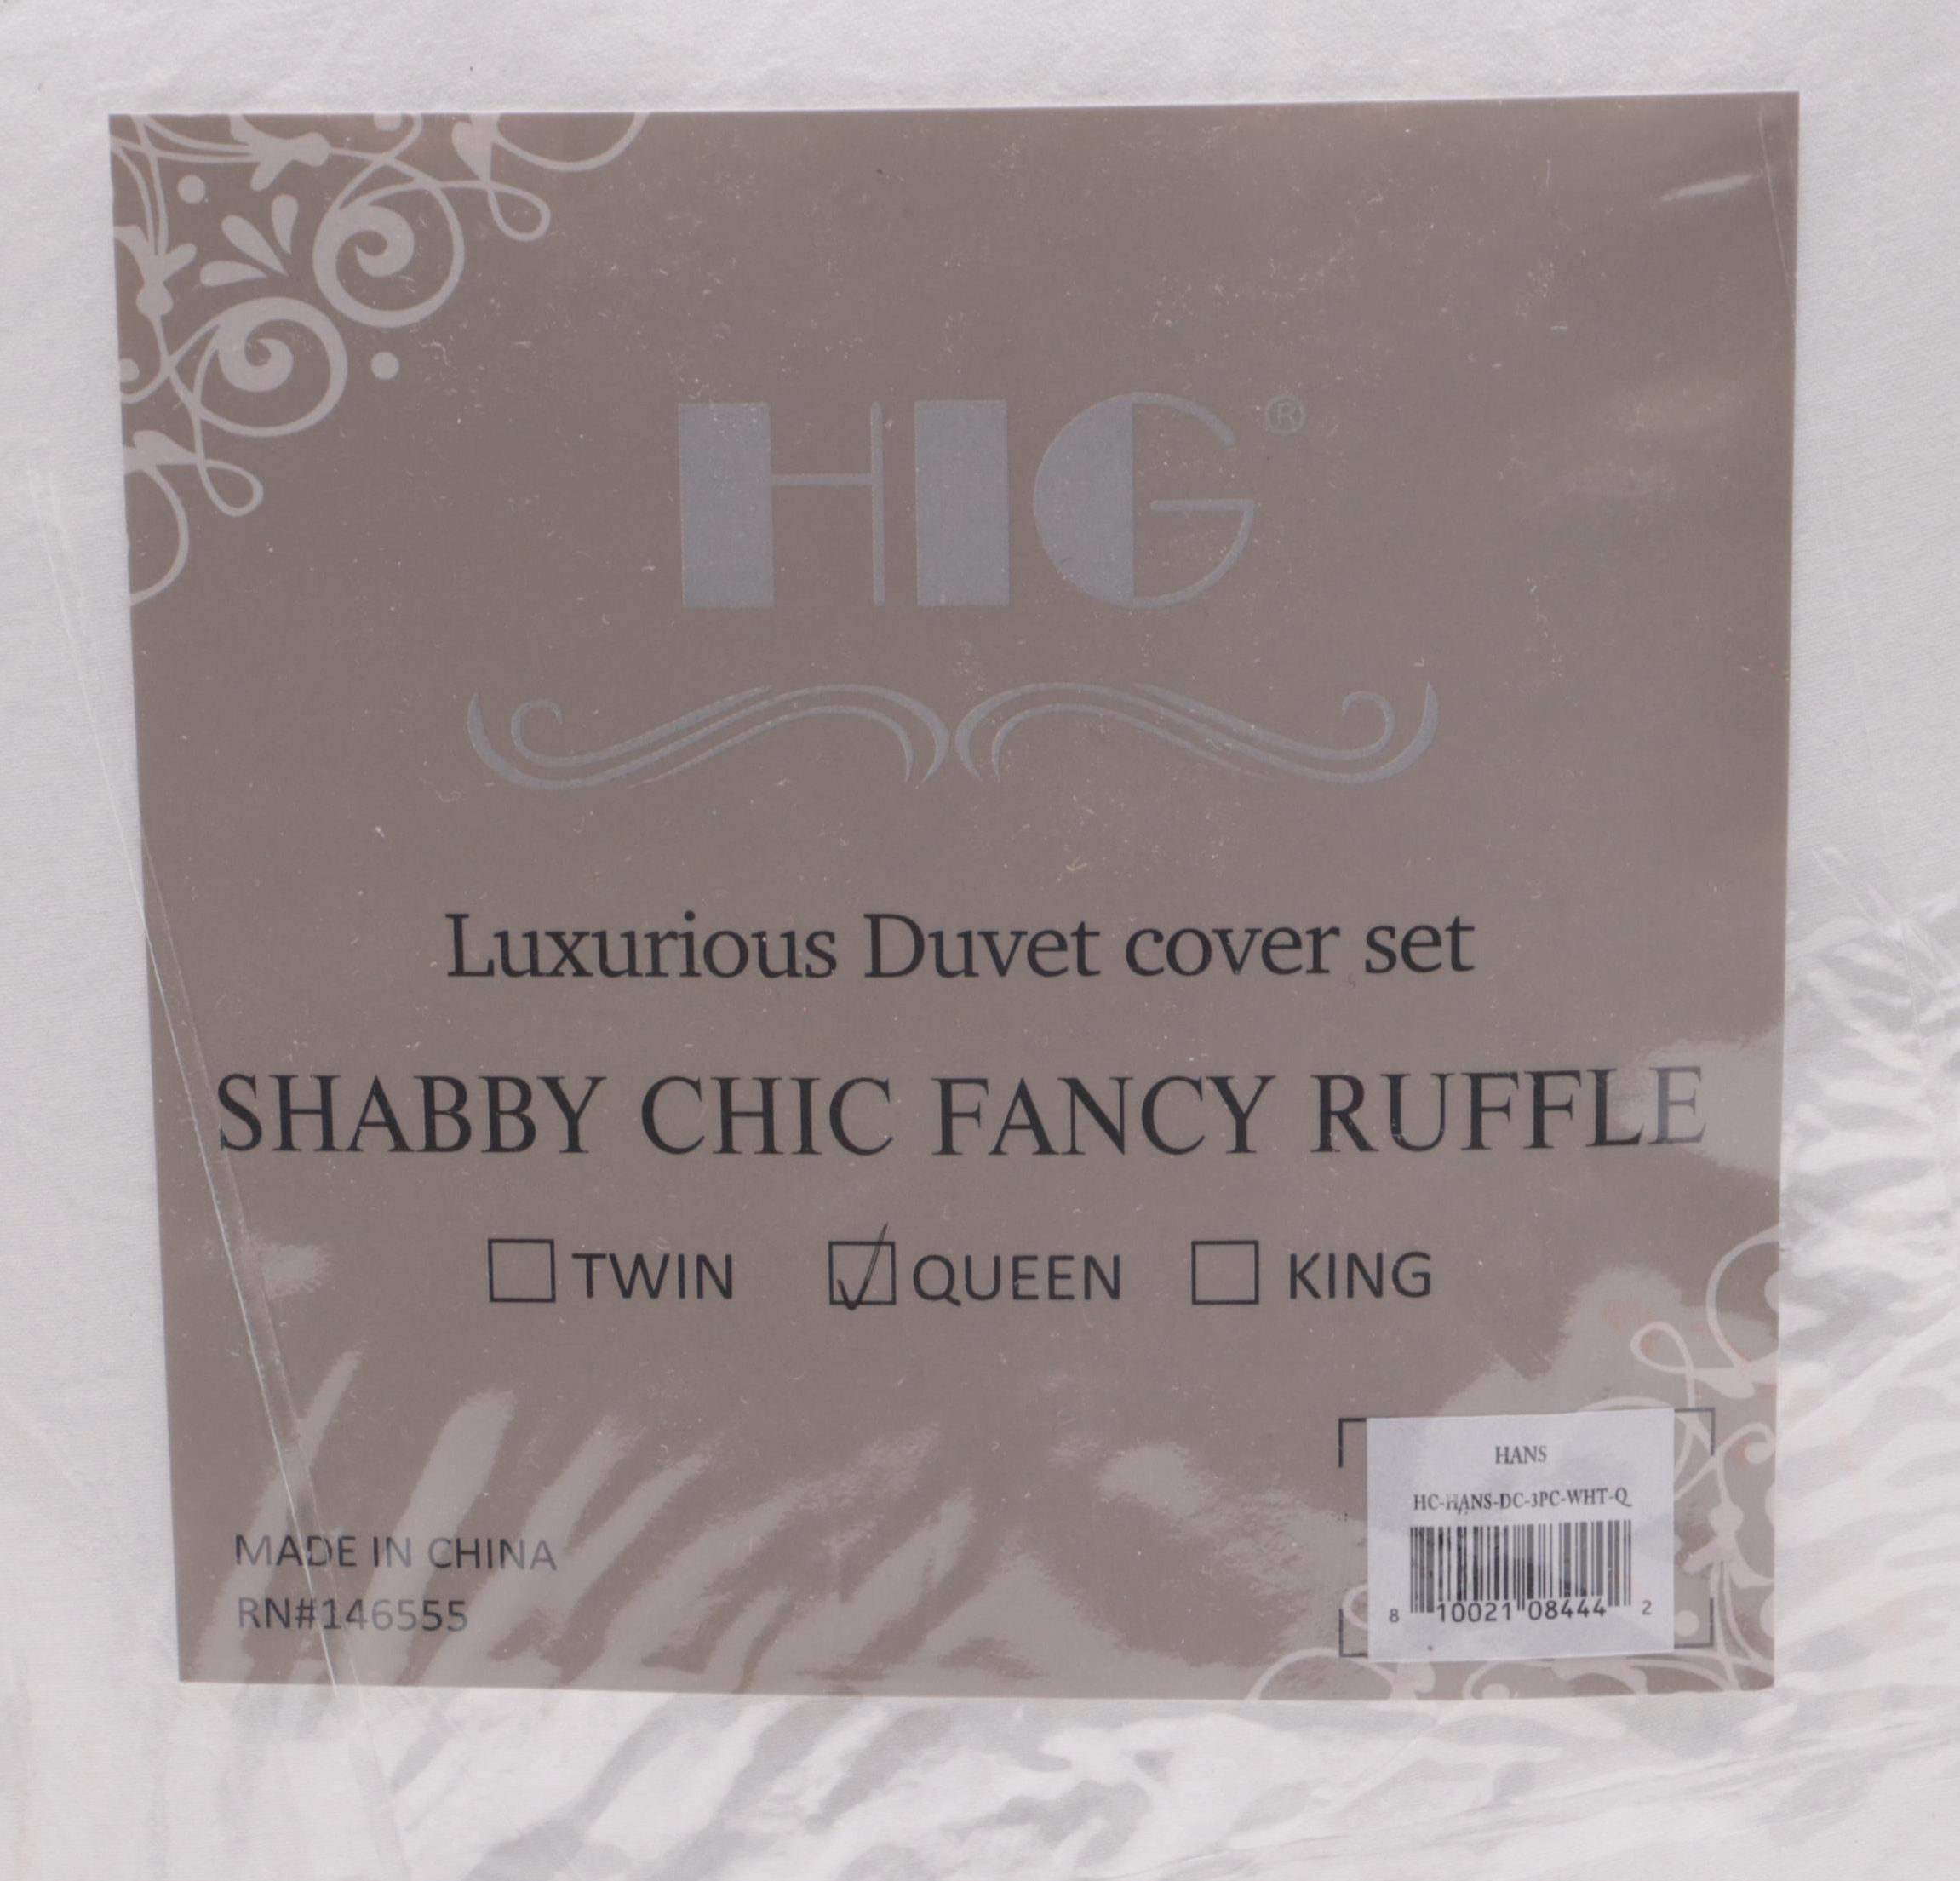 HIG®
Luxurious Duvet cover set
SHABBY CHIC FANCY RUFFLE
TWIN QUEEN KING
MADE IN CHINA
RN#146555
HANS
HC-HANS-DC-3PC-WHT-Q
8 10021 08444 2